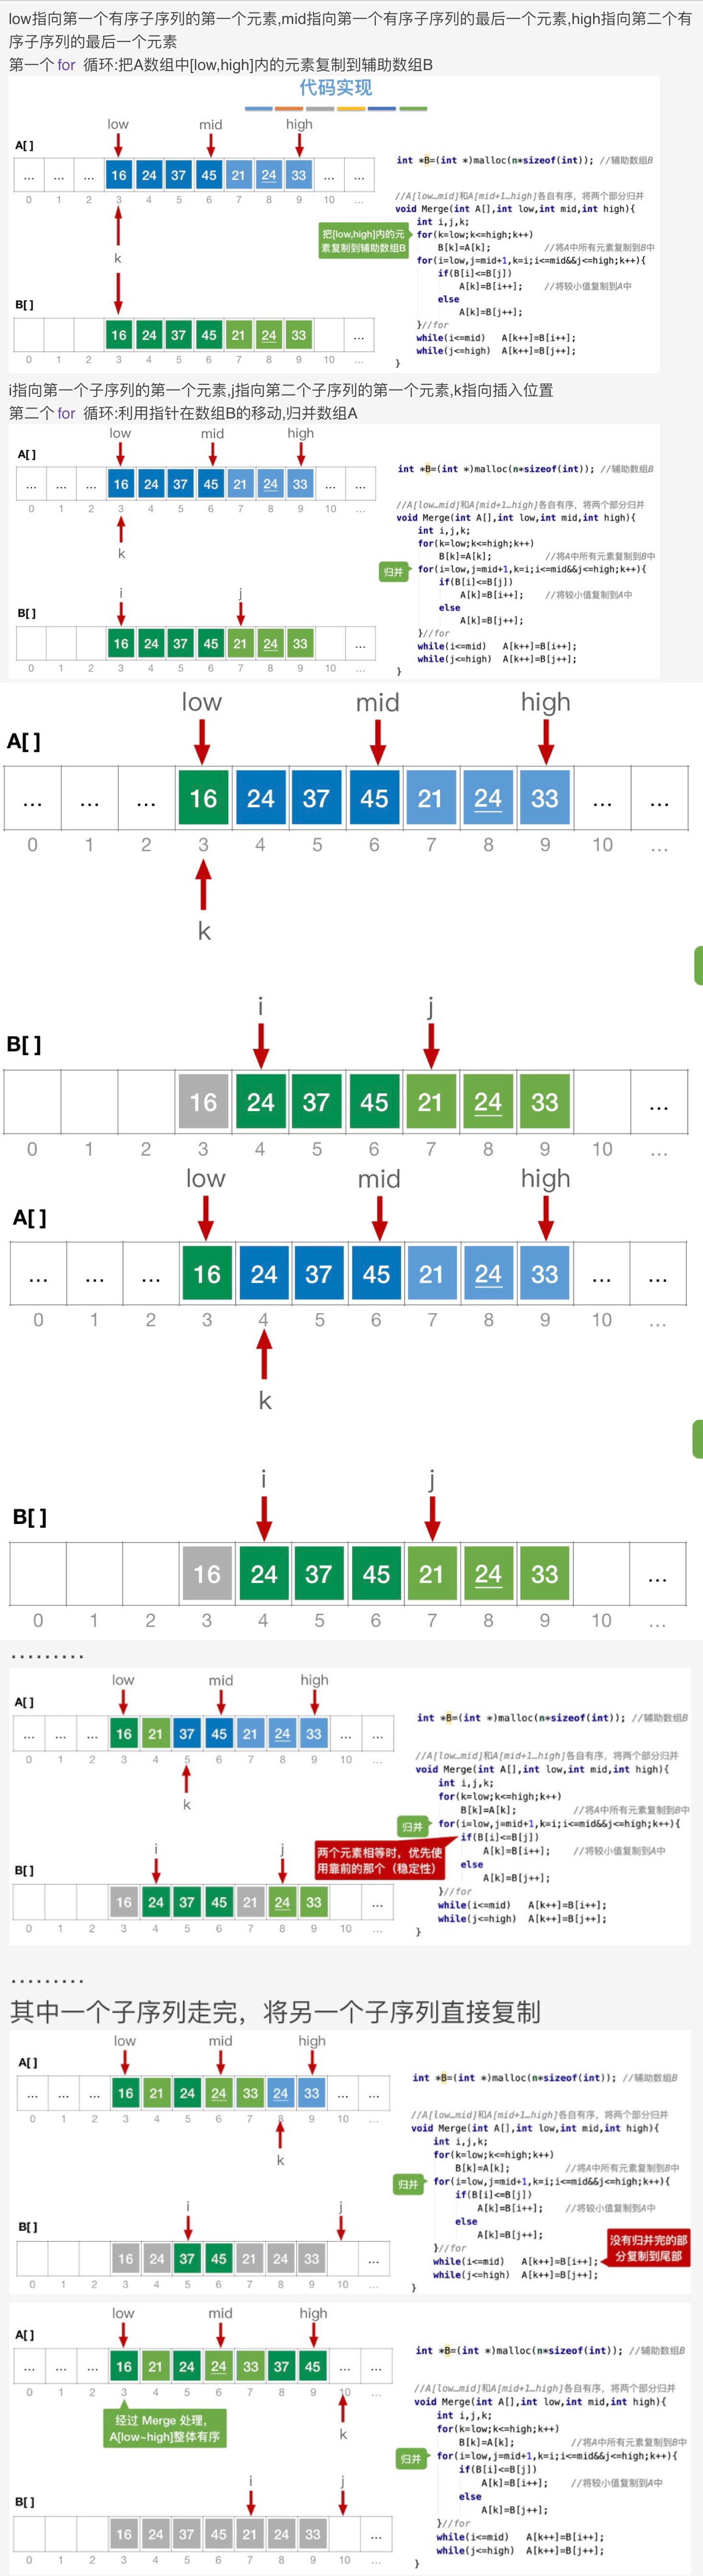 low指向第一个有序子序列的第一个元素,mid指向第一个有序子序列的最后一个元素,high指向第二个有
序子序列的最后一个元素
第一个 for 循环:把A数组中[low,high]内的元素复制到辅助数组B
代码实现
low mid high
A[]
... ... ... 16 24 37 45 21 24 33 ... ...
0 1 2 3 4 5 6 7 8 9 10 ...
k
B[]
16 24 37 45 21 24 33 ...
0 1 2 3 4 5 6 7 8 9 10 ...
把[low,high]内的元
素复制到辅助数组B
int *B=(int *)malloc(n*sizeof(int)); //辅助数组B
//A[low…mid]和A[mid+1…high]各自有序，将两个部分归并
void Merge(int A[],int low,int mid,int high){
int i,j,k;
for(k=low;k<=high;k++)
B[k]=A[k]; //将A中所有元素复制到B中
for(i=low,j=mid+1,k=i;i<=mid&&j<=high;k++){
if(B[i]<=B[j])
A[k]=B[i++]; //将较小值复制到A中
else
A[k]=B[j++];
}//for
while(i<=mid) A[k++]=B[i++];
while(j<=high) A[k++]=B[j++];
}
i指向第一个子序列的第一个元素,j指向第二个子序列的第一个元素,k指向插入位置
第二个 for 循环:利用指针在数组B的移动,归并数组A
low mid high
A[]
... ... ... 16 24 37 45 21 24 33 ... ...
0 1 2 3 4 5 6 7 8 9 10 ...
k
i j
B[]
16 24 37 45 21 24 33 ...
0 1 2 3 4 5 6 7 8 9 10 ...
归并
int *B=(int *)malloc(n*sizeof(int)); //辅助数组B
//A[low…mid]和A[mid+1…high]各自有序，将两个部分归并
void Merge(int A[],int low,int mid,int high){
int i,j,k;
for(k=low;k<=high;k++)
B[k]=A[k]; //将A中所有元素复制到B中
for(i=low,j=mid+1,k=i;i<=mid&&j<=high;k++){
if(B[i]<=B[j])
A[k]=B[i++]; //将较小值复制到A中
else
A[k]=B[j++];
}//for
while(i<=mid) A[k++]=B[i++];
while(j<=high) A[k++]=B[j++];
}
low mid high
A[ ]
... ... ... 16 24 37 45 21 24 33 ... ...
0 1 2 3 4 5 6 7 8 9 10 ...
k
i j
B[ ]
16 24 37 45 21 24 33 ...
0 1 2 3 4 5 6 7 8 9 10 ...
low mid high
A[ ]
... ... ... 16 24 37 45 21 24 33 ... ...
0 1 2 3 4 5 6 7 8 9 10 ...
k
i j
B[ ]
16 24 37 45 21 24 33 ...
0 1 2 3 4 5 6 7 8 9 10 ...
.........
low mid high
A[]
... ... ... 16 21 37 45 21 24 33 ... ...
0 1 2 3 4 5 6 7 8 9 10 ...
k
i j
B[]
16 24 37 45 21 24 33 ...
0 1 2 3 4 5 6 7 8 9 10 ...
归并
两个元素相等时，优先使
用靠前的那个（稳定性）
int *B=(int *)malloc(n*sizeof(int)); //辅助数组B
//A[low…mid]和A[mid+1…high]各自有序，将两个部分归并
void Merge(int A[],int low,int mid,int high){
int i,j,k;
for(k=low;k<=high;k++)
B[k]=A[k]; //将A中所有元素复制到B中
for(i=low,j=mid+1,k=i;i<=mid&&j<=high;k++){
if(B[i]<=B[j])
A[k]=B[i++]; //将较小值复制到A中
else
A[k]=B[j++];
}//for
while(i<=mid) A[k++]=B[i++];
while(j<=high) A[k++]=B[j++];
}
.........
其中一个子序列走完，将另一个子序列直接复制
low mid high
A[]
... ... ... 16 21 24 24 33 24 33 ... ...
0 1 2 3 4 5 6 7 8 9 10 ...
k
i j
B[]
16 24 37 45 21 24 33 ...
0 1 2 3 4 5 6 7 8 9 10 ...
归并
int *B=(int *)malloc(n*sizeof(int)); //辅助数组B
//A[low…mid]和A[mid+1…high]各自有序，将两个部分归并
void Merge(int A[],int low,int mid,int high){
int i,j,k;
for(k=low;k<=high;k++)
B[k]=A[k]; //将A中所有元素复制到B中
for(i=low,j=mid+1,k=i;i<=mid&&j<=high;k++){
if(B[i]<=B[j])
A[k]=B[i++]; //将较小值复制到A中
else
A[k]=B[j++];
}//for
while(i<=mid) A[k++]=B[i++];
while(j<=high) A[k++]=B[j++];
}
没有归并完的部
分复制到尾部
low mid high
A[]
... ... ... 16 21 24 24 33 37 45 ... ...
0 1 2 3 4 5 6 7 8 9 10 ...
经过 Merge 处理，
A[low~high]整体有序
k
i j
B[]
16 24 37 45 21 24 33 ...
0 1 2 3 4 5 6 7 8 9 10 ...
归并
int *B=(int *)malloc(n*sizeof(int)); //辅助数组B
//A[low…mid]和A[mid+1…high]各自有序，将两个部分归并
void Merge(int A[],int low,int mid,int high){
int i,j,k;
for(k=low;k<=high;k++)
B[k]=A[k]; //将A中所有元素复制到B中
for(i=low,j=mid+1,k=i;i<=mid&&j<=high;k++){
if(B[i]<=B[j])
A[k]=B[i++]; //将较小值复制到A中
else
A[k]=B[j++];
}//for
while(i<=mid) A[k++]=B[i++];
while(j<=high) A[k++]=B[j++];
}